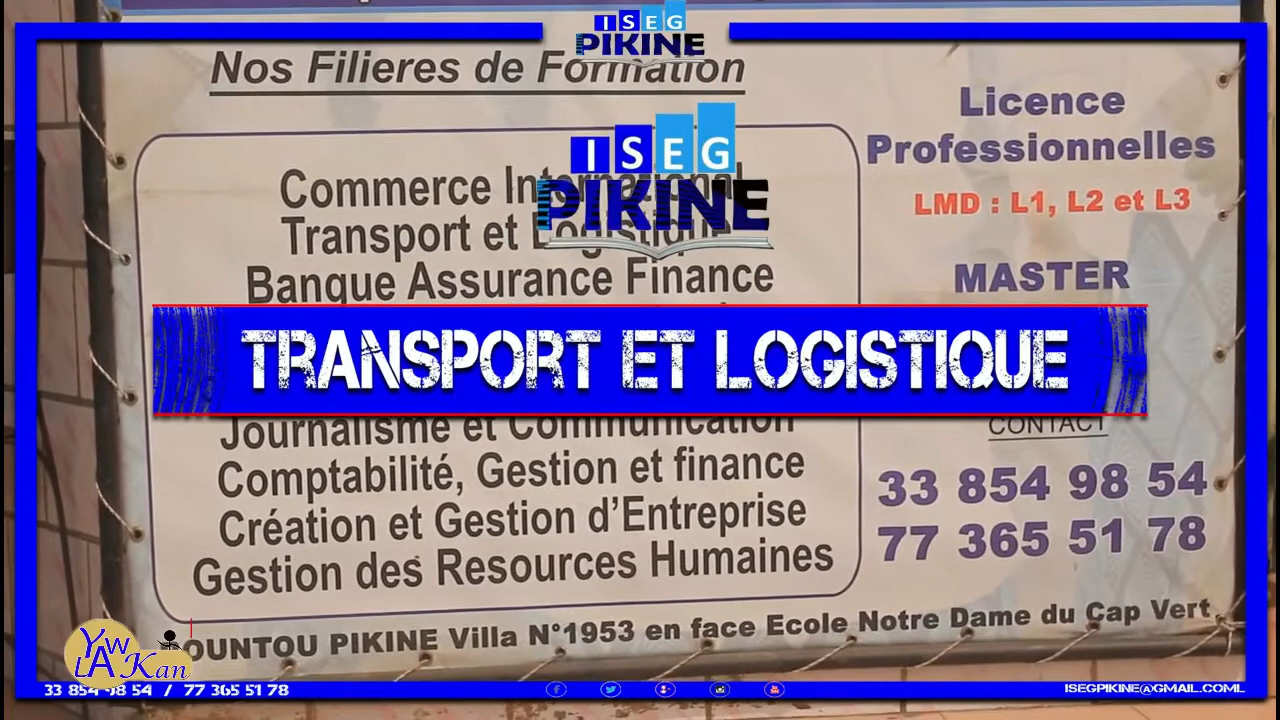 ISEG
PIKINE
Nos Filieres de Formation
Licence
Professionnelles
LMD : L1, L2 et L3
MASTER
ISEG
PIKINE
Commerce International
Transport et Logistique
Banque Assurance Finance
TRANSPORT ET LOGISTIQUE
Journalisme et Communication
Comptabilité, Gestion et finance
Création et Gestion d'Entreprise
Gestion des Resources Humaines
CONTACT
33 854 98 54
77 365 51 78
OUNTOU PIKINE Villa N°1953 en face Ecole Notre Dame du Cap Vert
Yw
LA Kan
33 854 98 54 / 77 365 51 78
ISEGPIKINE@GMAIL.COML